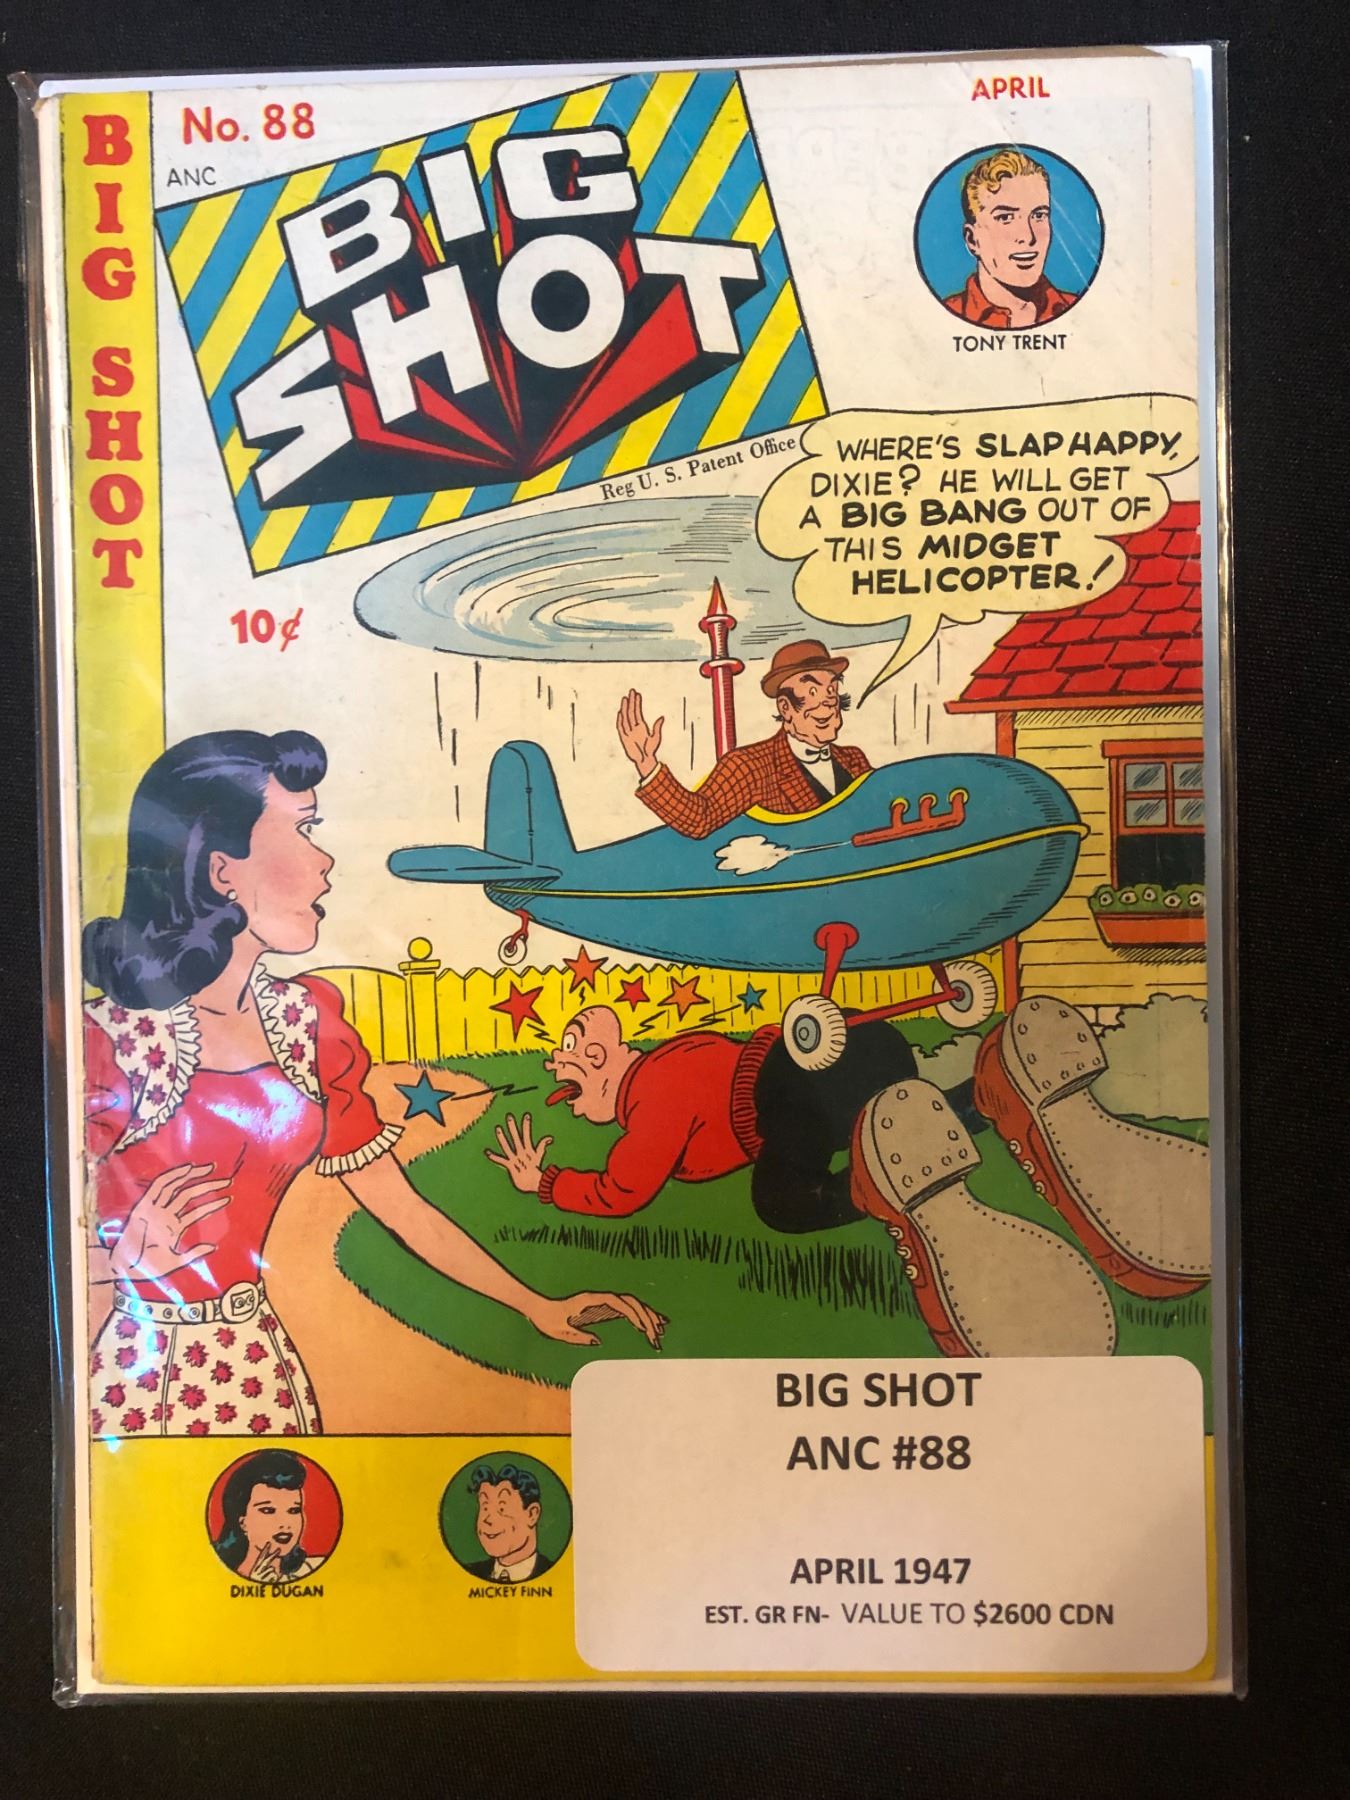 BIG SHOT
No. 88
ANC
BIG
SHOT
Reg U. S. Patent Office
APRIL
TONY TRENT
10¢
WHERE'S SLAPHAPPY,
DIXIE? HE WILL GET
A BIG BANG OUT OF
THIS MIDGET
HELICOPTER!
DIXIE DUGAN
MICKEY FINN
BIG SHOT
ANC #88
APRIL 1947
EST. GR FN- VALUE TO $2600 CDN